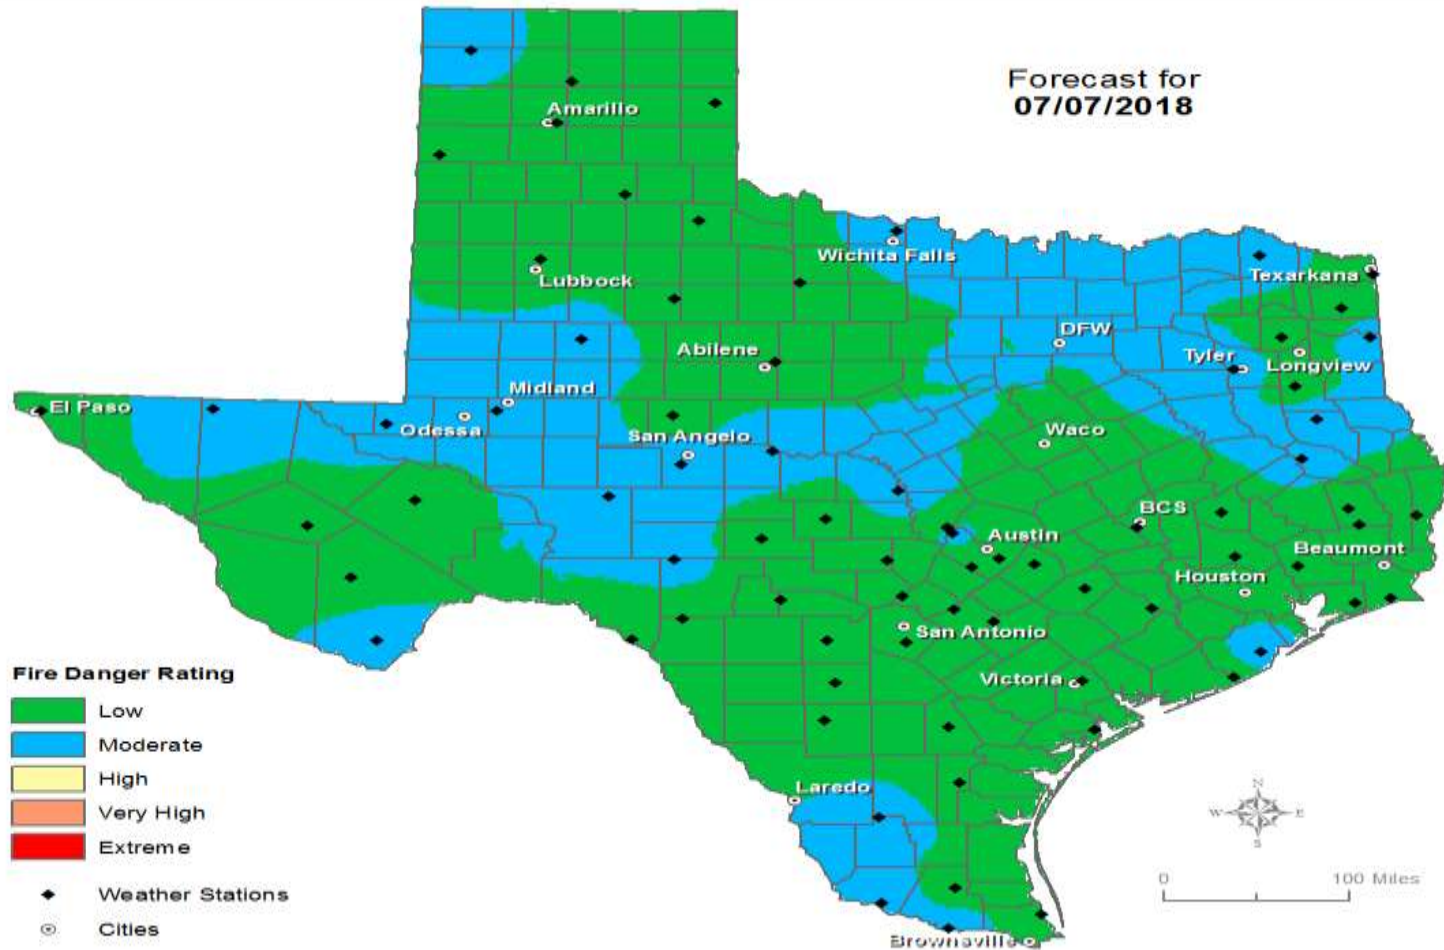 Forecast for
07/07/2018
Amarillo
Wichita Falls
Texarkana
Lubbock
DFW
Abilene
Tyler
Longview
Midland
El Paso
Odessa
Waco
San Angelo
BCS
Austin
Beaumont
Houston
San Antonio
Victoria
Laredo
Brownsville
Fire Danger Rating
Low
Moderate
High
Very High
Extreme
Weather Stations
Cities
N
W E
S
0 100 Miles